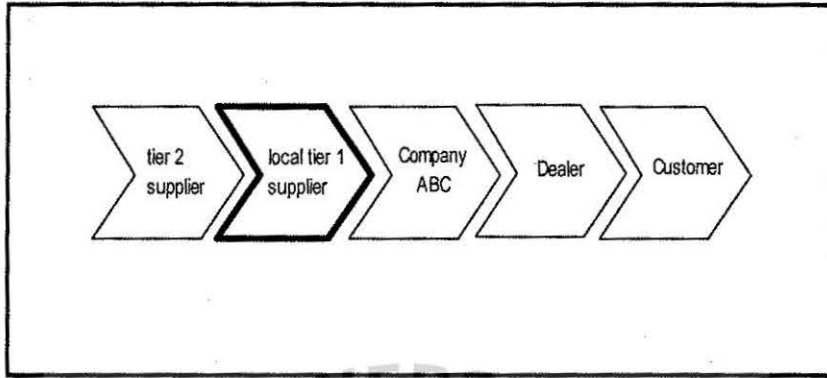 tier 2
supplier
local tier 1
supplier
Company
ABC
Dealer
Customer